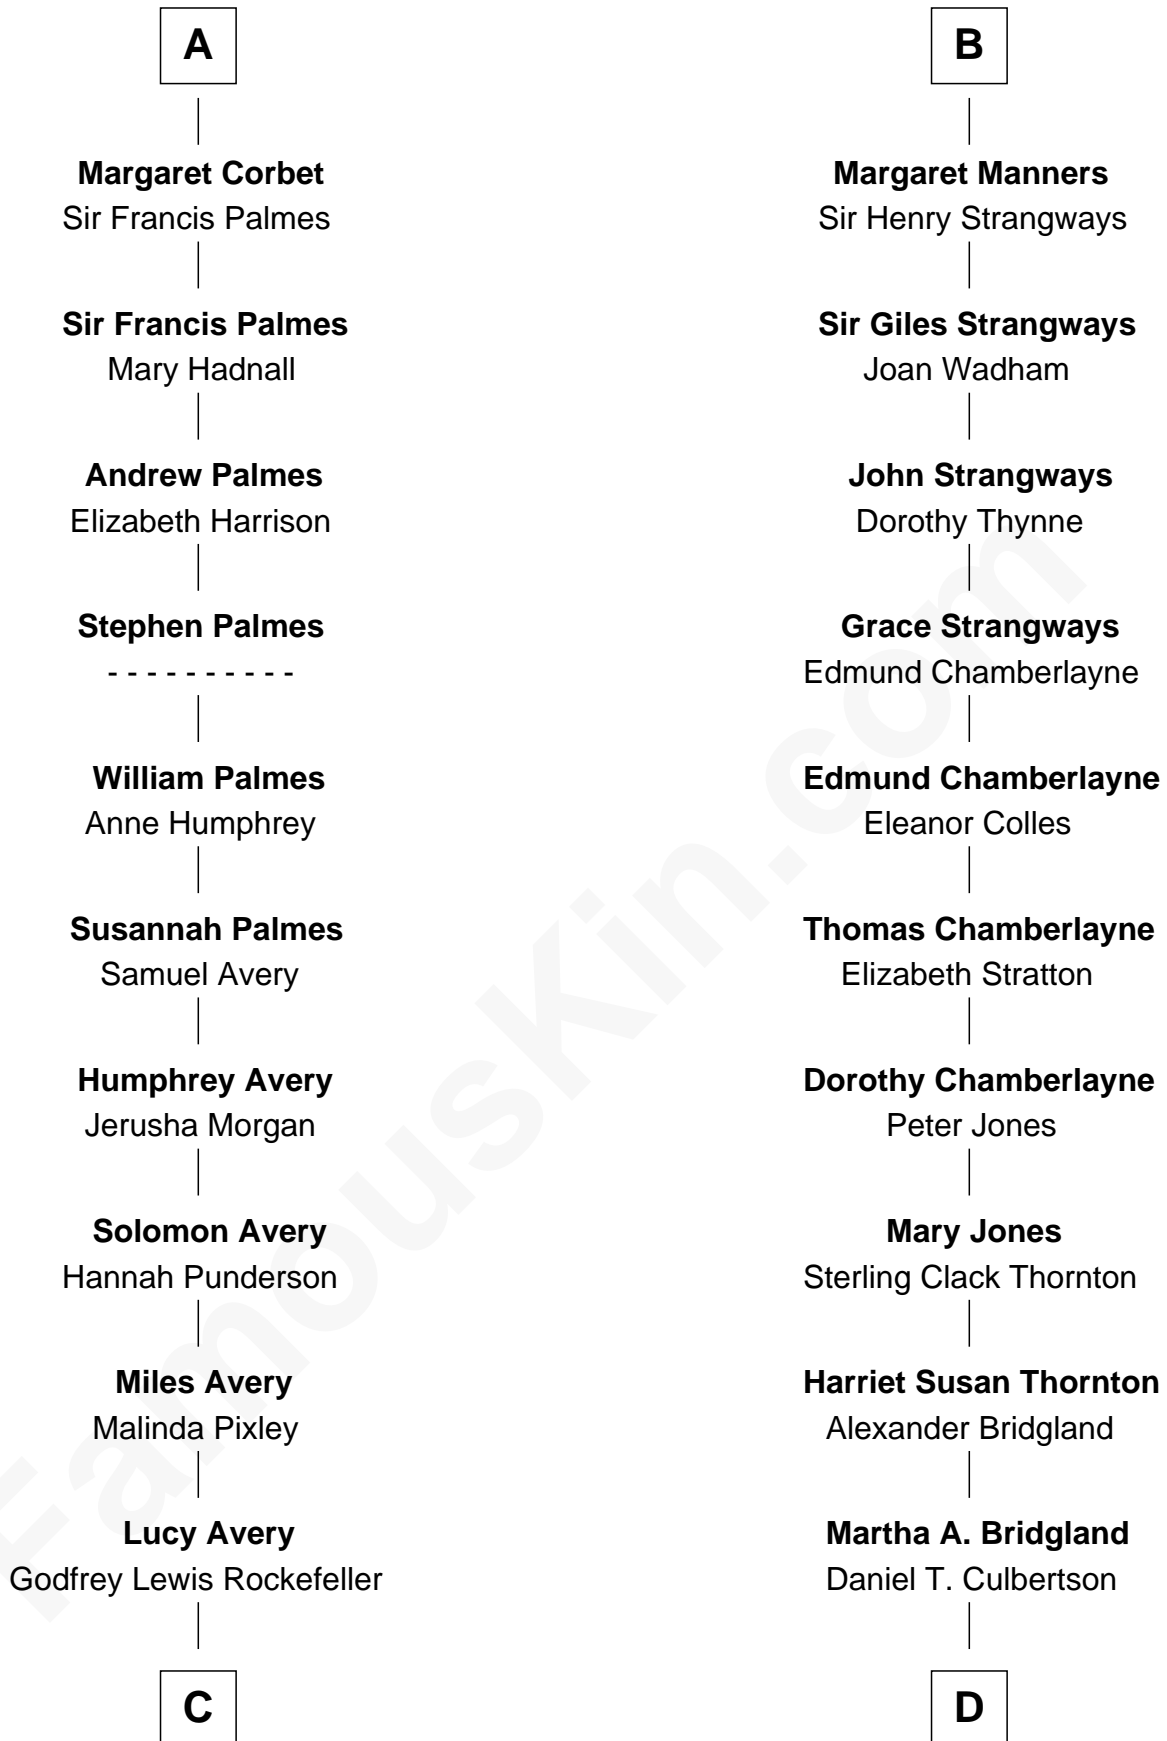 A
Margaret Corbet
Sir Francis Palmes
Sir Francis Palmes
Mary Hadnall
Andrew Palmes
Elizabeth Harrison
Stephen Palmes
- - - - - - - - - -
William Palmes
Anne Humphrey
Susannah Palmes
Samuel Avery
Humphrey Avery
Jerusha Morgan
Solomon Avery
Hannah Punderson
Miles Avery
Malinda Pixley
Lucy Avery
Godfrey Lewis Rockefeller
C
B
Margaret Manners
Sir Henry Strangways
Sir Giles Strangways
Joan Wadham
John Strangways
Dorothy Thynne
Grace Strangways
Edmund Chamberlayne
Edmund Chamberlayne
Eleanor Colles
Thomas Chamberlayne
Elizabeth Stratton
Dorothy Chamberlayne
Peter Jones
Mary Jones
Sterling Clack Thornton
Harriet Susan Thornton
Alexander Bridgland
Martha A. Bridgland
Daniel T. Culbertson
D
FamousKin.com